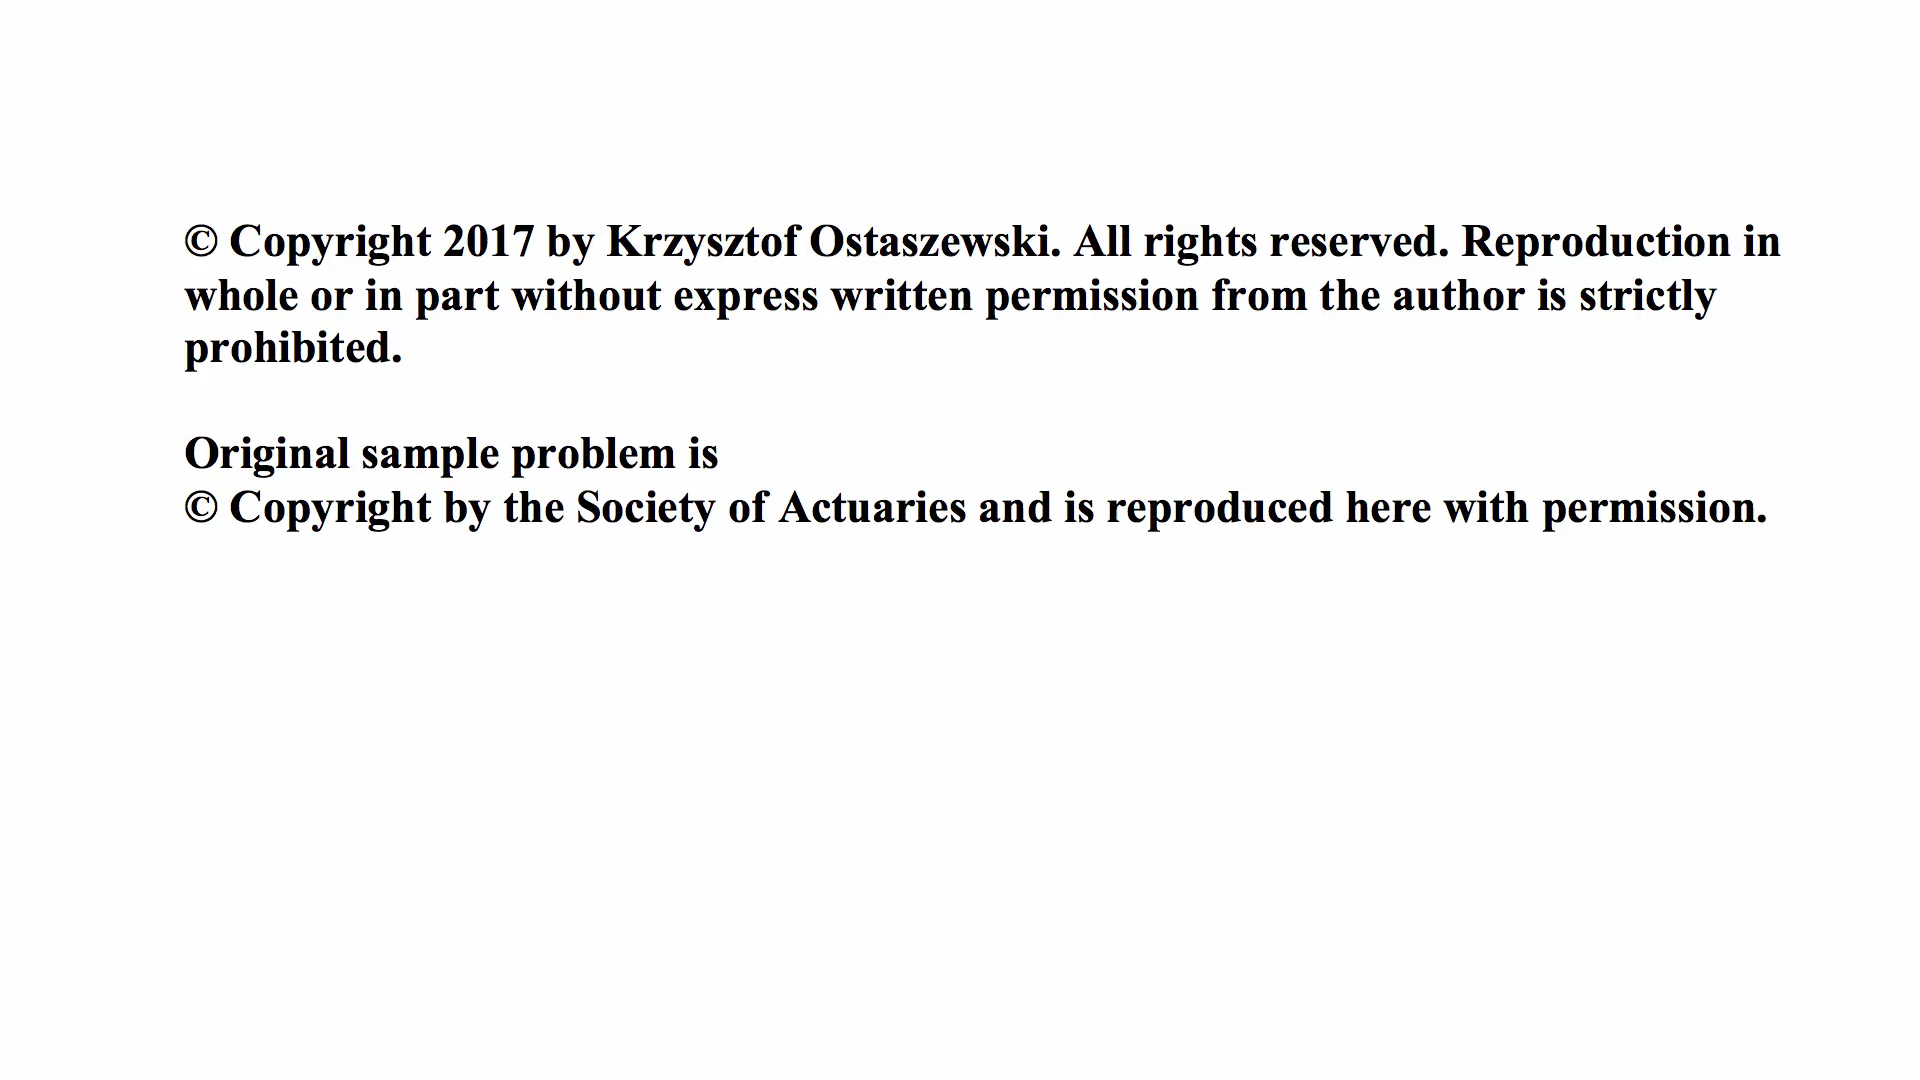 © Copyright 2017 by Krzysztof Ostaszewski. All rights reserved. Reproduction in
whole or in part without express written permission from the author is strictly
prohibited.
Original sample problem is
© Copyright by the Society of Actuaries and is reproduced here with permission.